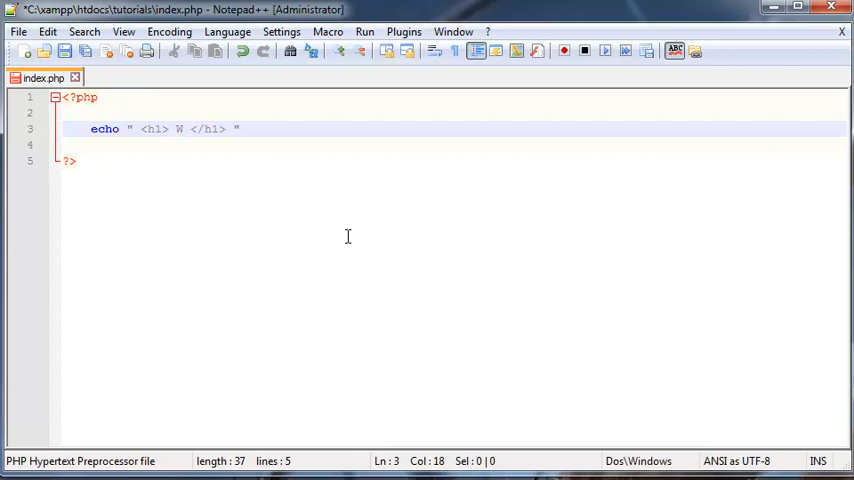 *C:\xampp\htdocs\tutorials\index.php - Notepad++ [Administrator]
File Edit Search View Encoding Language Settings Macro Run Plugins Window ? X
ABC
index.php
1 <?php
2
3 echo " <h1> W </h1> "
4
5 ?>
PHP Hypertext Preprocessor file length : 37 lines : 5 Ln : 3 Col : 18 Sel : 0 | 0 Dos\Windows ANSI as UTF-8 INS